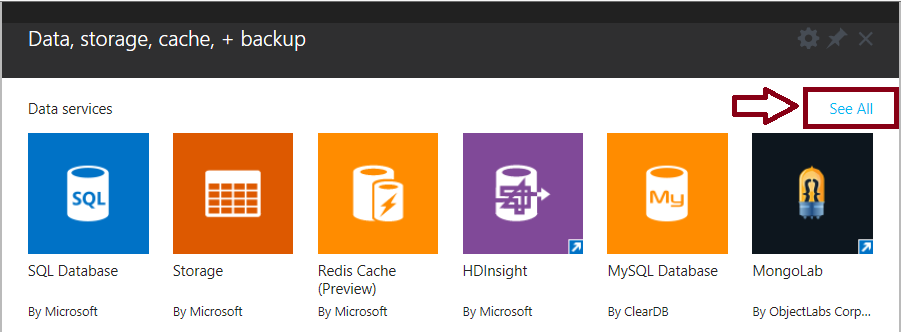 Data, storage, cache, + backup
Data services
See All
SQL
My
SQL Database
Storage
Redis Cache
(Preview)
HDInsight
MySQL Database
MongoLab
By Microsoft
By Microsoft
By Microsoft
By Microsoft
By ClearDB
By ObjectLabs Corp...